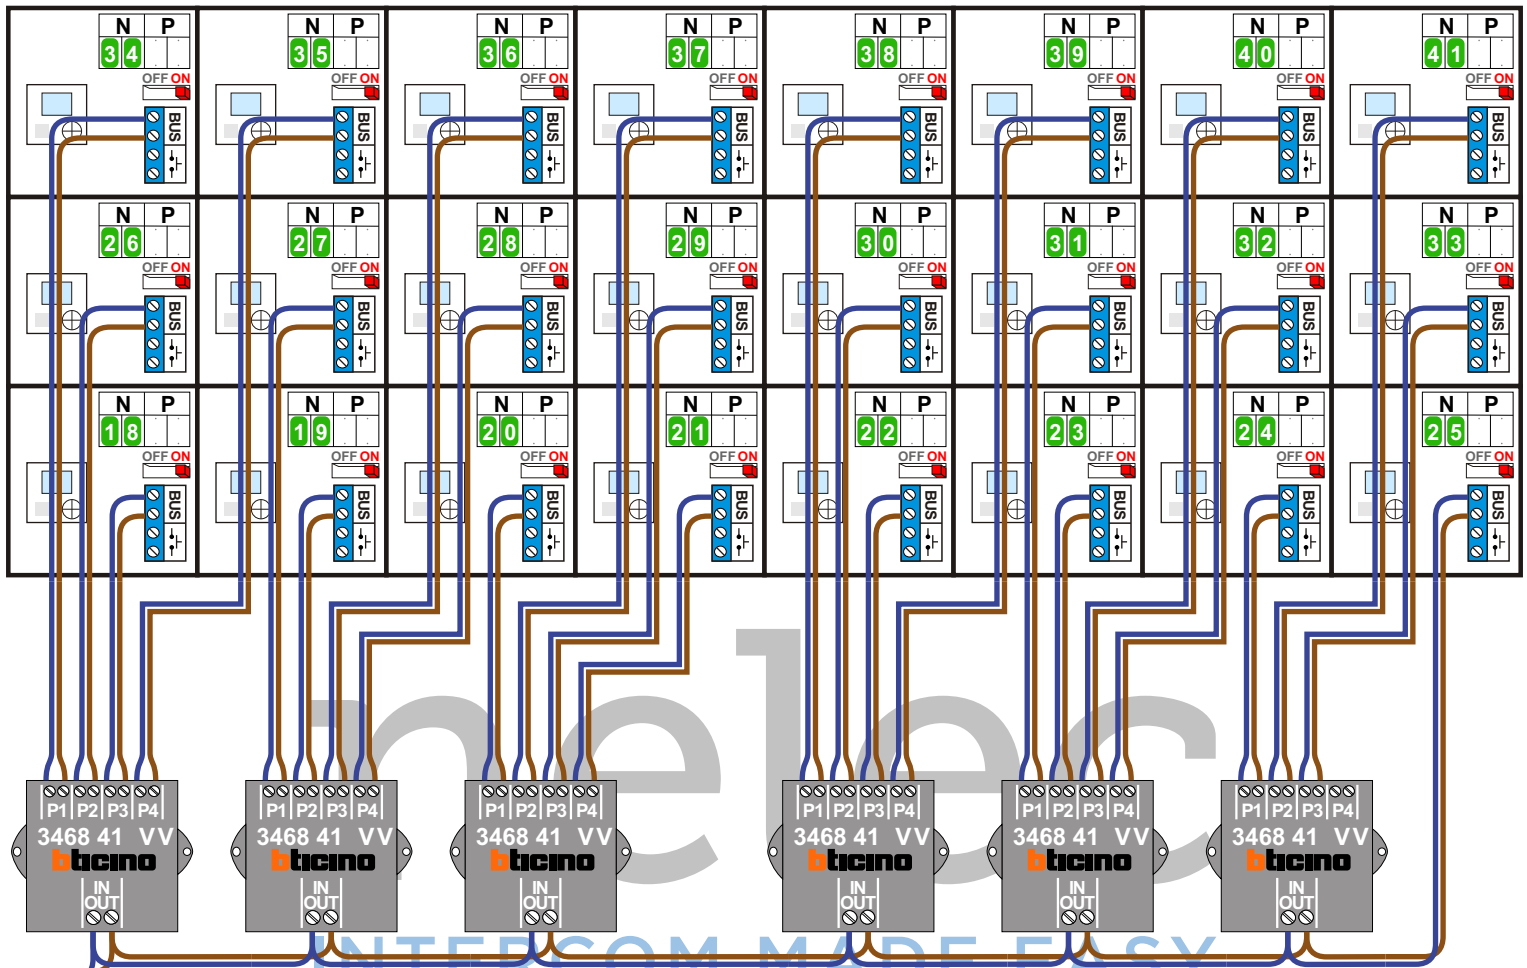 N P N P N P N P N P N P N P N P
34 35 36 37 38 39 40 41
OFF ON OFF ON OFF ON OFF ON OFF ON OFF ON OFF ON OFF ON
BUS BUS BUS BUS BUS BUS BUS BUS
N P N P N P N P N P N P N P N P
26 27 28 29 30 31 32 33
OFF ON OFF ON OFF ON OFF ON OFF ON OFF ON OFF ON OFF ON
BUS BUS BUS BUS BUS BUS BUS BUS
N P N P N P N P N P N P N P N P
18 19 20 21 22 23 24 25
OFF ON OFF ON OFF ON OFF ON OFF ON OFF ON OFF ON OFF ON
BUS BUS BUS BUS BUS BUS BUS BUS
nelec
P1 P2 P3 P4 P1 P2 P3 P4 P1 P2 P3 P4 P1 P2 P3 P4 P1 P2 P3 P4 P1 P2 P3 P4
3468 41 VV 3468 41 VV 3468 41 VV 3468 41 VV 3468 41 VV 3468 41 VV
bticino bticino bticino bticino bticino bticino
IN IN IN IN IN IN
OUT OUT OUT OUT OUT OUT
INTERCOM MADE EASY